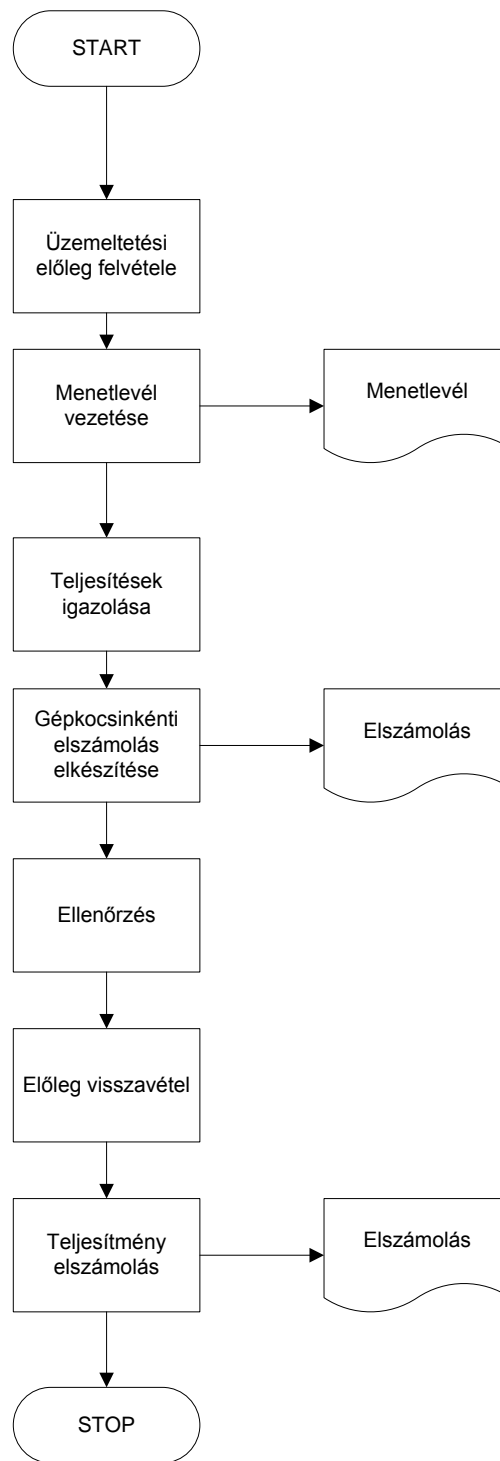 START
Üzemeltetési
előleg felvétele
Menetlevél
vezetése
Menetlevél
Teljesítések
igazolása
Gépkocsinkénti
elszámolás
elkészítése
Elszámolás
Ellenőrzés
Előleg visszavétel
Teljesítmény
elszámolás
Elszámolás
STOP